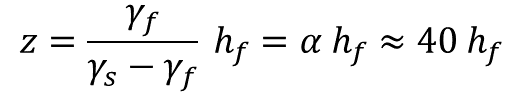 z = γ_f / (γ_s − γ_f) h_f = α h_f ≈ 40 h_f